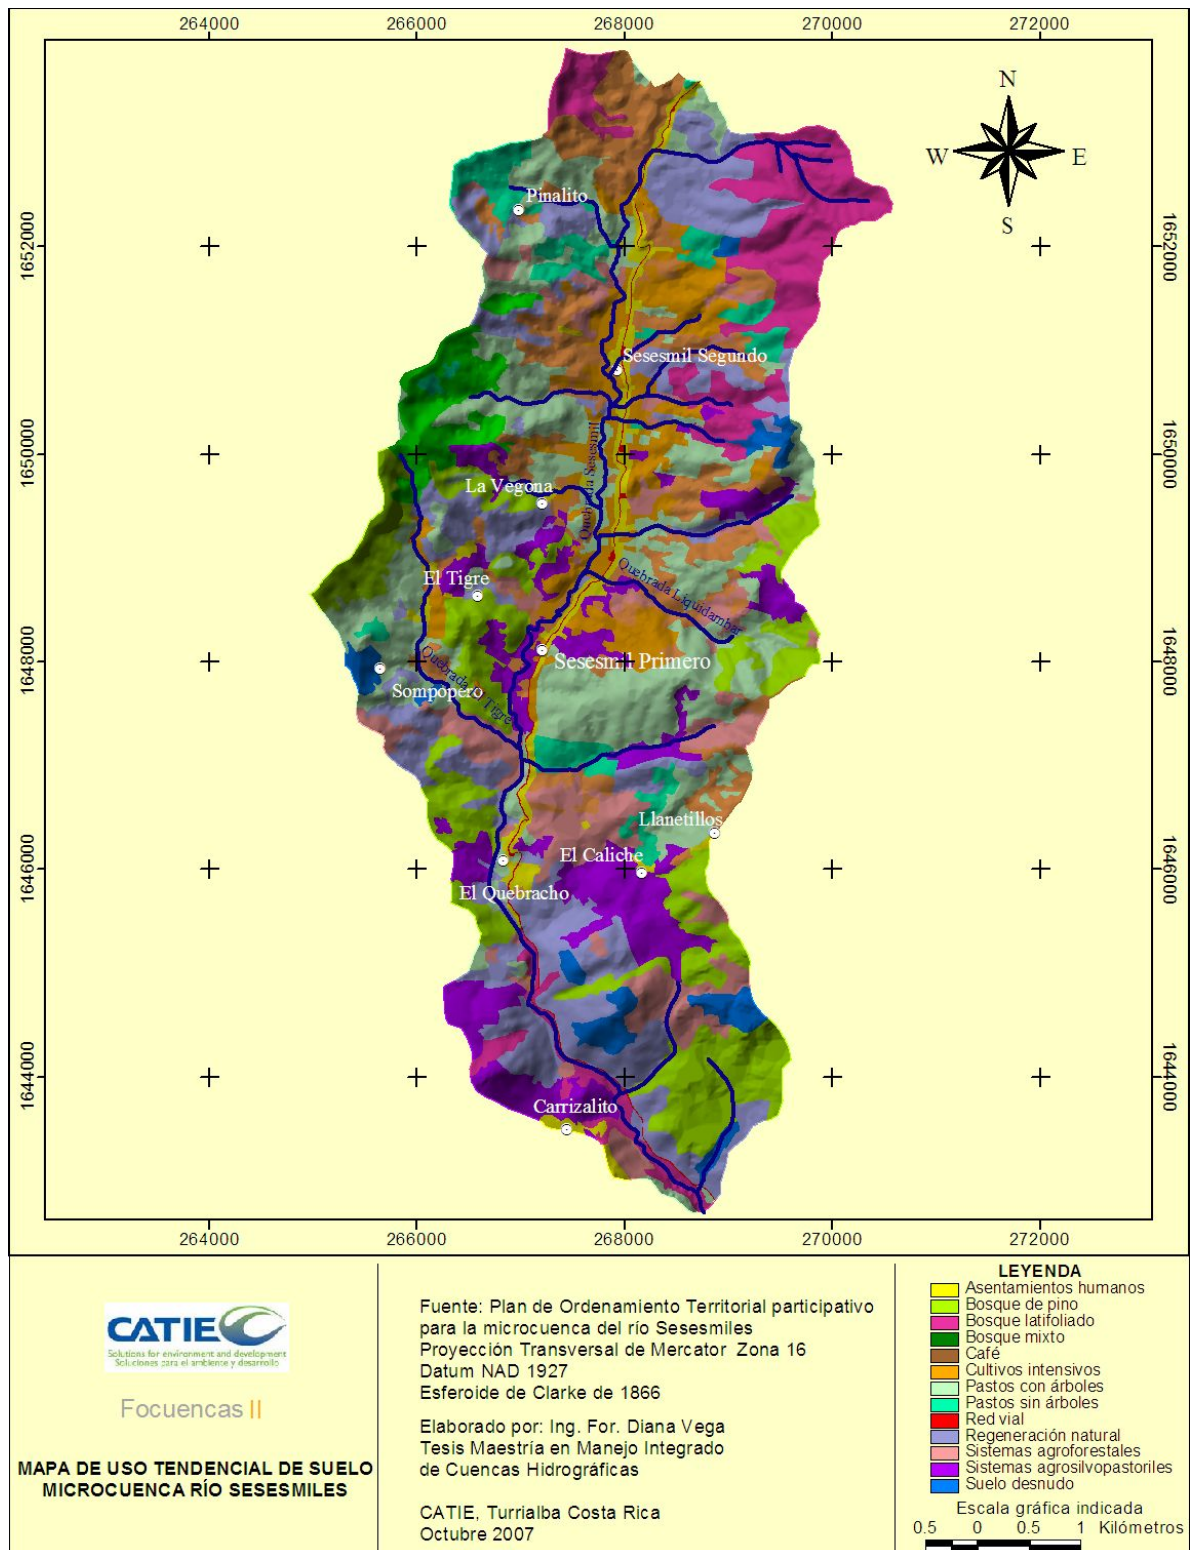 264000 266000 268000 270000 272000
N
W E
S
1652000 1652000
1650000 1650000
1648000 1648000
1646000 1646000
1644000 1644000
Pinalito
Sesesmil Segundo
Quebrada Sesesmil
La Vegona
El Tigre
Quebrada Liquidambar
Sesesmil Primero
Quebrada El Tigre
Sompopero
Llanetillos
El Caliche
El Quebracho
Carrizalito
264000 266000 268000 270000 272000
CATIE
Solutions for environment and development
Soluciones para el ambiente y desarrollo
Focuencas II
MAPA DE USO TENDENCIAL DE SUELO
MICROCUENCA RÍO SESESMILES
Fuente: Plan de Ordenamiento Territorial participativo
para la microcuenca del río Sesesmiles
Proyección Transversal de Mercator Zona 16
Datum NAD 1927
Esferoide de Clarke de 1866
Elaborado por: Ing. For. Diana Vega
Tesis Maestría en Manejo Integrado
de Cuencas Hidrográficas
CATIE, Turrialba Costa Rica
Octubre 2007
LEYENDA
Asentamientos humanos
Bosque de pino
Bosque latifoliado
Bosque mixto
Café
Cultivos intensivos
Pastos con árboles
Pastos sin árboles
Red vial
Regeneración natural
Sistemas agroforestales
Sistemas agrosilvopastoriles
Suelo desnudo
Escala gráfica indicada
0.5 0 0.5 1 Kilómetros